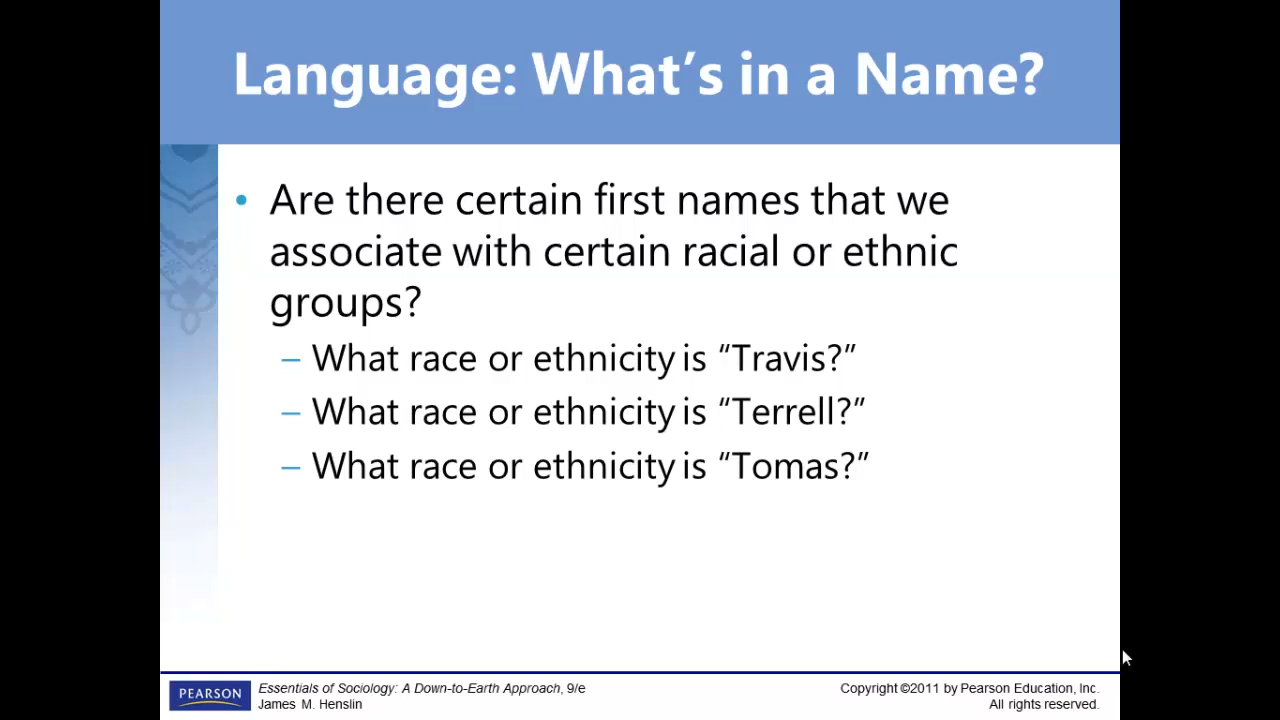 Language: What's in a Name?
• Are there certain first names that we
associate with certain racial or ethnic
groups?
– What race or ethnicity is “Travis?”
– What race or ethnicity is “Terrell?”
– What race or ethnicity is “Tomas?”
PEARSON
Essentials of Sociology: A Down-to-Earth Approach, 9/e
James M. Henslin
Copyright ©2011 by Pearson Education, Inc.
All rights reserved.